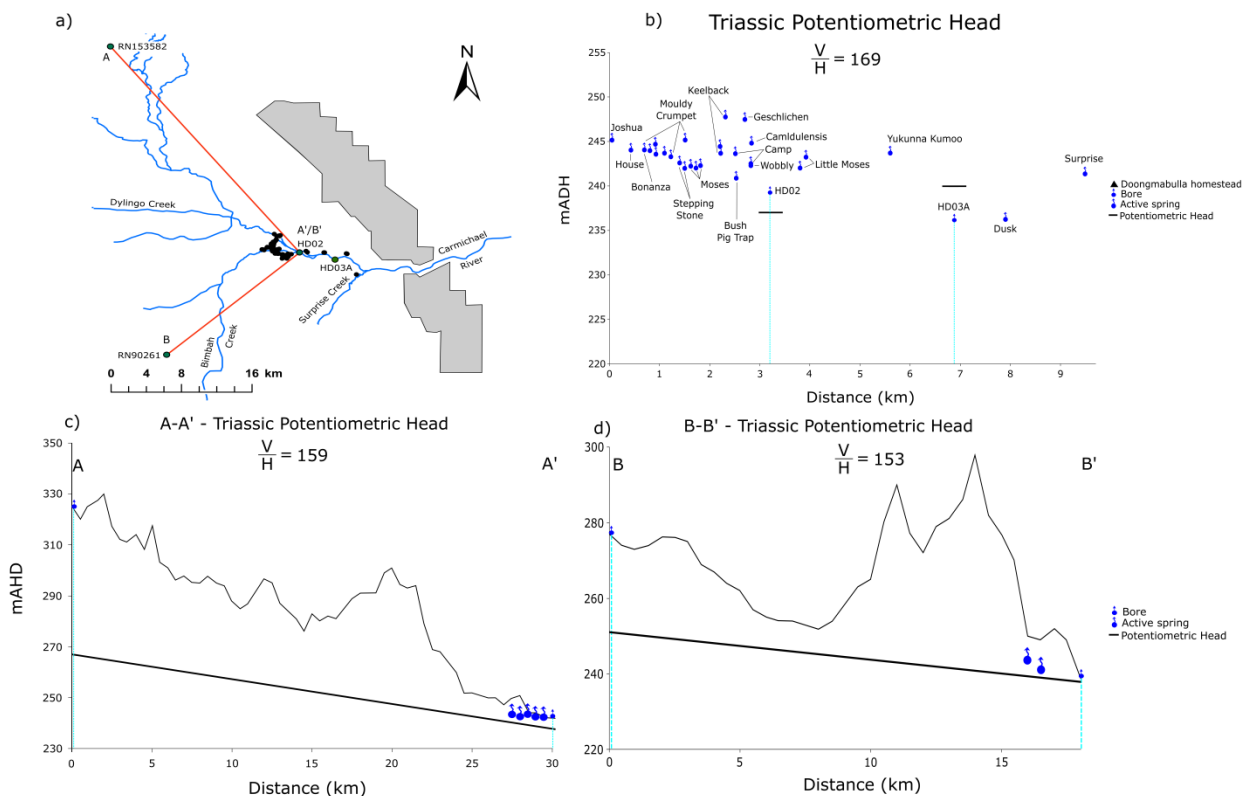 a)
RN153582
A
N
Dylingo Creek
A'/B'
HD02
HD03A
Carmichael
River
Surprise Creek
B
RN90261
Bimbah
Creek
0 4 6 12 16 km
b) Triassic Potentiometric Head
V
H = 169
255
250
245
240
235
230
225
220
mADH
Keelback
Mouldy
Crumpet
Geschlichen
Joshua
Camldulensis
Camp
Yukunna Kumoo
House
Wobbly
Little Moses
Surprise
Bonanza
Moses
HD02
Stepping
Stone
Bush
Pig Trap
HD03A
Dusk
0 1 2 3 4 5 6 7 8 9
Distance (km)
Doongmabulla homestead
Bore
Active spring
Potentiometric Head
c) A-A' - Triassic Potentiometric Head
V
H = 159
A A'
350
330
310
290
270
250
230
mAHD
0 5 10 15 20 25 30
Distance (km)
d) B-B' - Triassic Potentiometric Head
V
H = 153
B B'
300
280
260
240
220
0 5 10 15
Distance (km)
Bore
Active spring
Potentiometric Head